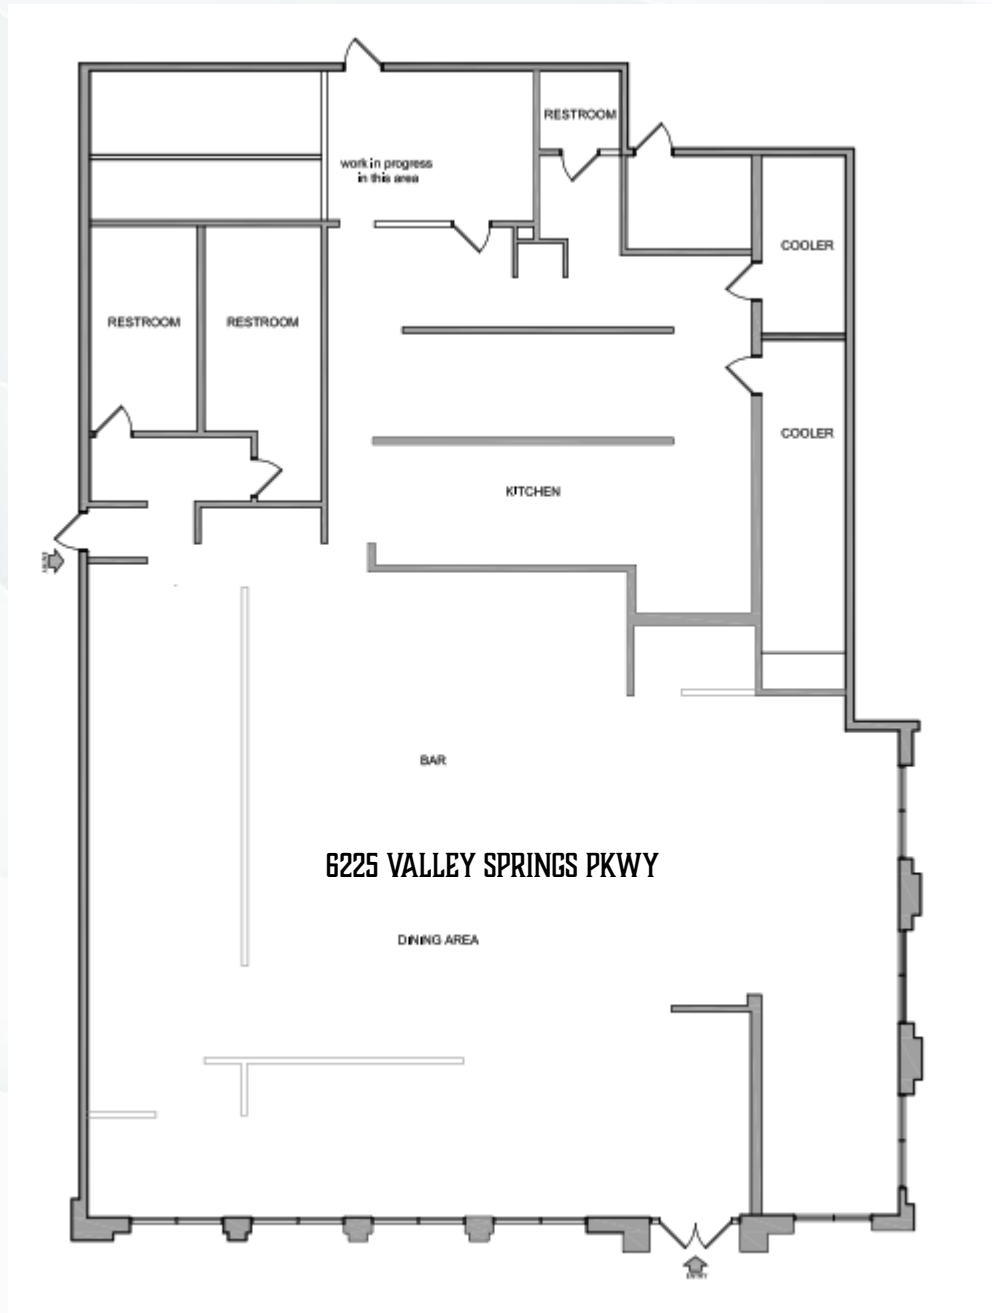 RESTROOM
work in progress
in this area
COOLER
RESTROOM
RESTROOM
COOLER
KITCHEN
BAR
6225 VALLEY SPRINGS PKWY
DINING AREA
ENTRY